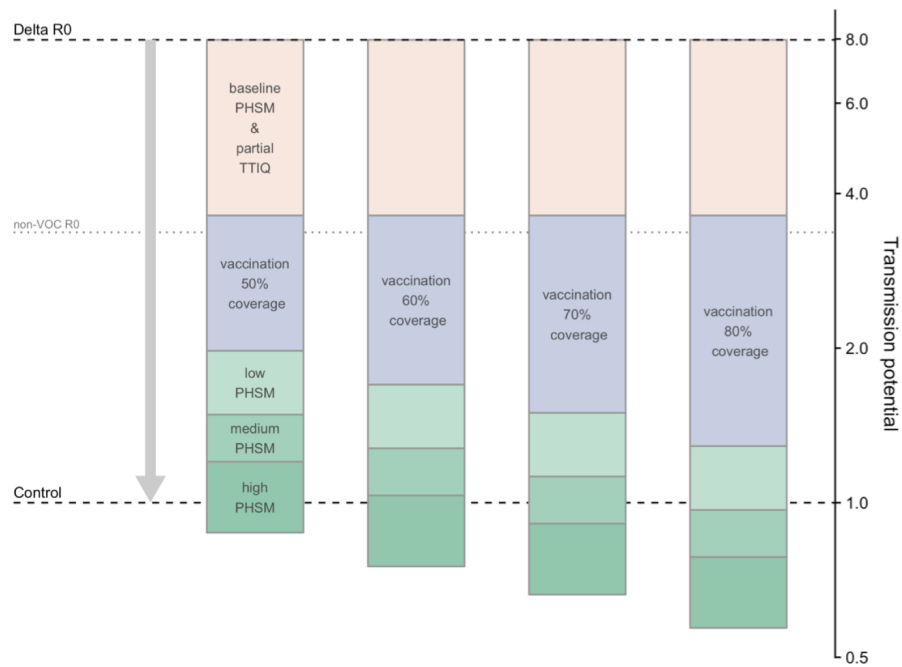 Delta R0
8.0
baseline
PHSM
&
partial
TTIQ
6.0
4.0
non-VOC R0
vaccination
50%
coverage
vaccination
60%
coverage
vaccination
70%
coverage
vaccination
80%
coverage
Transmission potential
2.0
low
PHSM
medium
PHSM
high
PHSM
Control
1.0
0.5